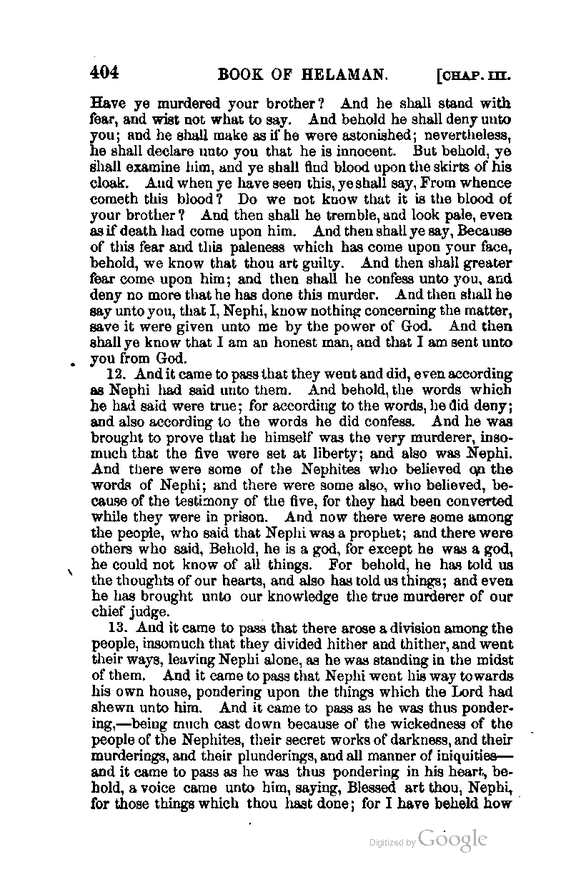 404 BOOK OF HELAMAN. [CHAP. III.
Have ye murdered your brother? And he shall stand with
fear, and wist not what to say. And behold he shall deny unto
you; and he shall make as if he were astonished; nevertheless,
he shall declare unto you that he is innocent. But behold, ye
shall examine him, and ye shall find blood upon the skirts of his
cloak. And when ye have seen this, ye shall say, From whence
cometh this blood? Do we not know that it is the blood of
your brother? And then shall he tremble, and look pale, even
as if death had come upon him. And then shall ye say, Because
of this fear and this paleness which has come upon your face,
behold, we know that thou art guilty. And then shall greater
fear come upon him; and then shall he confess unto you, and
deny no more that he has done this murder. And then shall he
say unto you, that I, Nephi, know nothing concerning the matter,
save it were given unto me by the power of God. And then
shall ye know that I am an honest man, and that I am sent unto
you from God.
12. And it came to pass that they went and did, even according
as Nephi had said unto them. And behold, the words which
he had said were true; for according to the words, he did deny;
and also according to the words he did confess. And he was
brought to prove that he himself was the very murderer, inso-
much that the five were set at liberty; and also was Nephi.
And there were some of the Nephites who believed on the
words of Nephi; and there were some also, who believed, be-
cause of the testimony of the five, for they had been converted
while they were in prison. And now there were some among
the people, who said that Nephi was a prophet; and there were
others who said, Behold, he is a god, for except he was a god,
he could not know of all things. For behold, he has told us
the thoughts of our hearts, and also has told us things; and even
he has brought unto our knowledge the true murderer of our
chief judge.
13. And it came to pass that there arose a division among the
people, insomuch that they divided hither and thither, and went
their ways, leaving Nephi alone, as he was standing in the midst
of them. And it came to pass that Nephi went his way towards
his own house, pondering upon the things which the Lord had
shewn unto him. And it came to pass as he was thus ponder-
ing,—being much cast down because of the wickedness of the
people of the Nephites, their secret works of darkness, and their
murderings, and their plunderings, and all manner of iniquities—
and it came to pass as he was thus pondering in his heart, be-
hold, a voice came unto him, saying, Blessed art thou, Nephi,
for those things which thou hast done; for I have beheld how
Digitized by Google